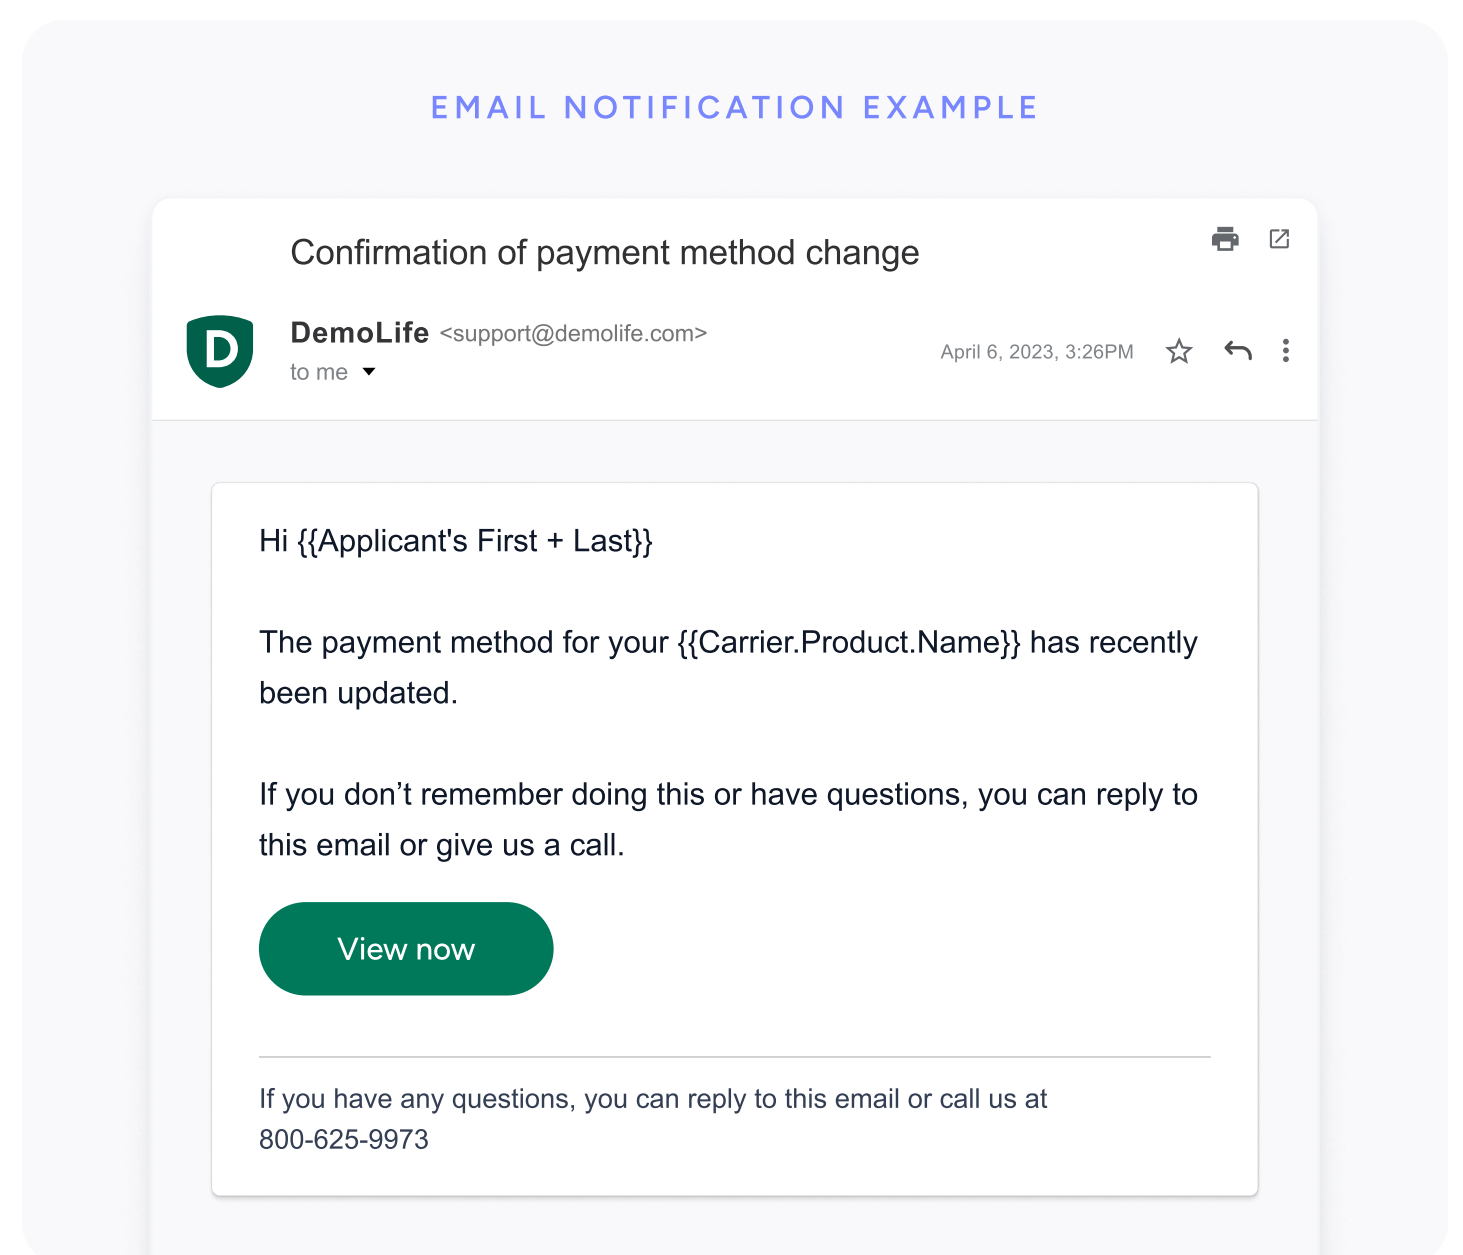 EMAIL NOTIFICATION EXAMPLE
Confirmation of payment method change
D
DemoLife <support@demolife.com>
to me
April 6, 2023, 3:26PM
Hi {{Applicant's First + Last}}
The payment method for your {{Carrier.Product.Name}} has recently
been updated.
If you don’t remember doing this or have questions, you can reply to
this email or give us a call.
View now
If you have any questions, you can reply to this email or call us at
800-625-9973